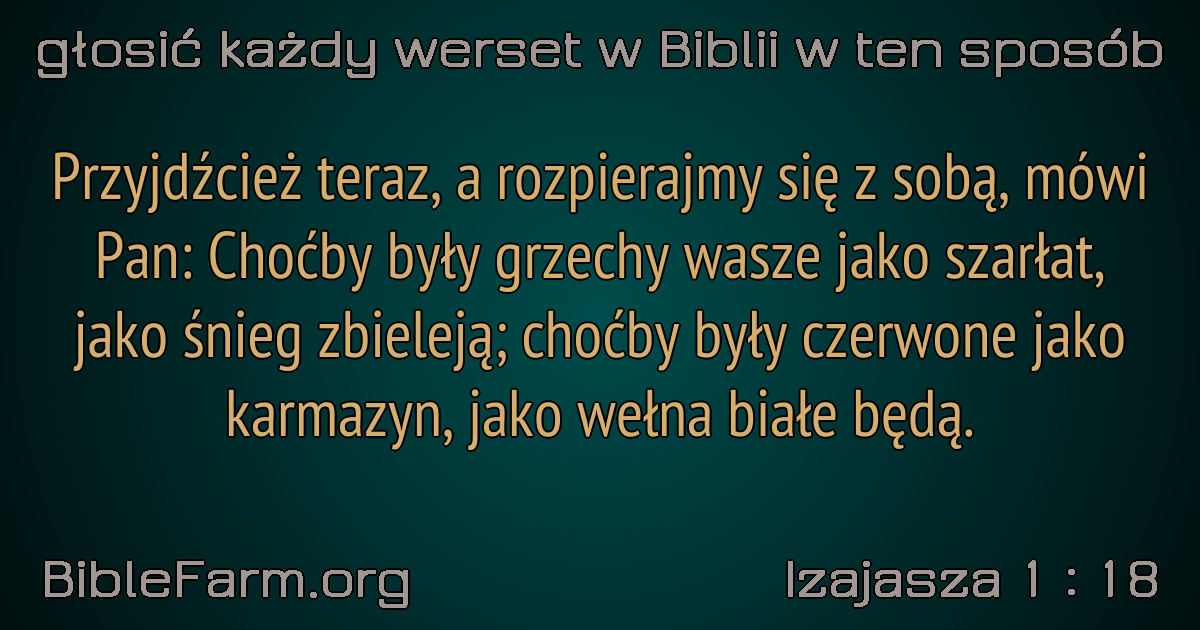 głosić każdy werset w Biblii w ten sposób
Przyjdźcież teraz, a rozpierajmy się z sobą, mówi
Pan: Choćby były grzechy wasze jako szarłat,
jako śnieg zbieleją; choćby były czerwone jako
karmazyn, jako wełna białe będą.
BibleFarm.org
Izajasza 1 : 18